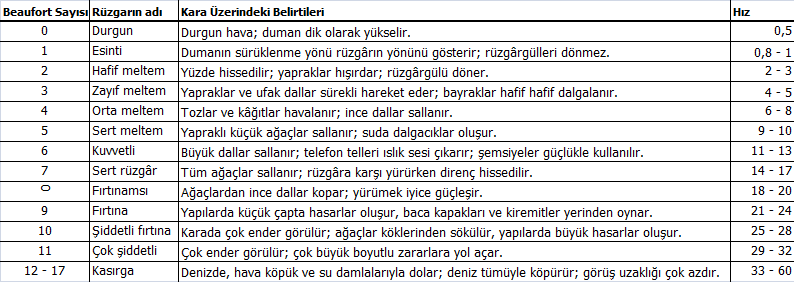 Beaufort Sayısı Rüzgarın adı Kara Üzerindeki Belirtileri Hız
0 Durgun Durgun hava; duman dik olarak yükselir. 0,5
1 Esinti Dumanın sürüklenme yönü rüzgârın yönünü gösterir; rüzgârgülleri dönmez. 0,8 - 1
2 Hafif meltem Yüzde hissedilir; yapraklar hışırdar; rüzgârgülü döner. 2 - 3
3 Zayıf meltem Yapraklar ve ufak dallar sürekli hareket eder; bayraklar hafif hafif dalgalanır. 4 - 5
4 Orta meltem Tozlar ve kâğıtlar havalanır; ince dallar sallanır. 6 - 8
5 Sert meltem Yapraklı küçük ağaçlar sallanır; suda dalgacıklar oluşur. 9 - 10
6 Kuvvetli Büyük dallar sallanır; telefon telleri ıslık sesi çıkarır; şemsiyeler güçlükle kullanılır. 11 - 13
7 Sert rüzgâr Tüm ağaçlar sallanır; rüzgâra karşı yürürken direnç hissedilir. 14 - 17
Fırtınamsı Ağaçlardan ince dallar kopar; yürümek iyice güçleşir. 18 - 20
9 Fırtına Yapılarda küçük çapta hasarlar oluşur, baca kapakları ve kiremitler yerinden oynar. 21 - 24
10 Şiddetli fırtına Karada çok ender görülür; ağaçlar köklerinden sökülür, yapılarda büyük hasarlar oluşur. 25 - 28
11 Çok şiddetli Çok ender görülür; çok büyük boyutlu zararlara yol açar. 29 - 32
12 - 17 Kasırga Denizde, hava köpük ve su damlalarıyla dolar; deniz tümüyle köpürür; görüş uzaklığı çok azdır. 33 - 60